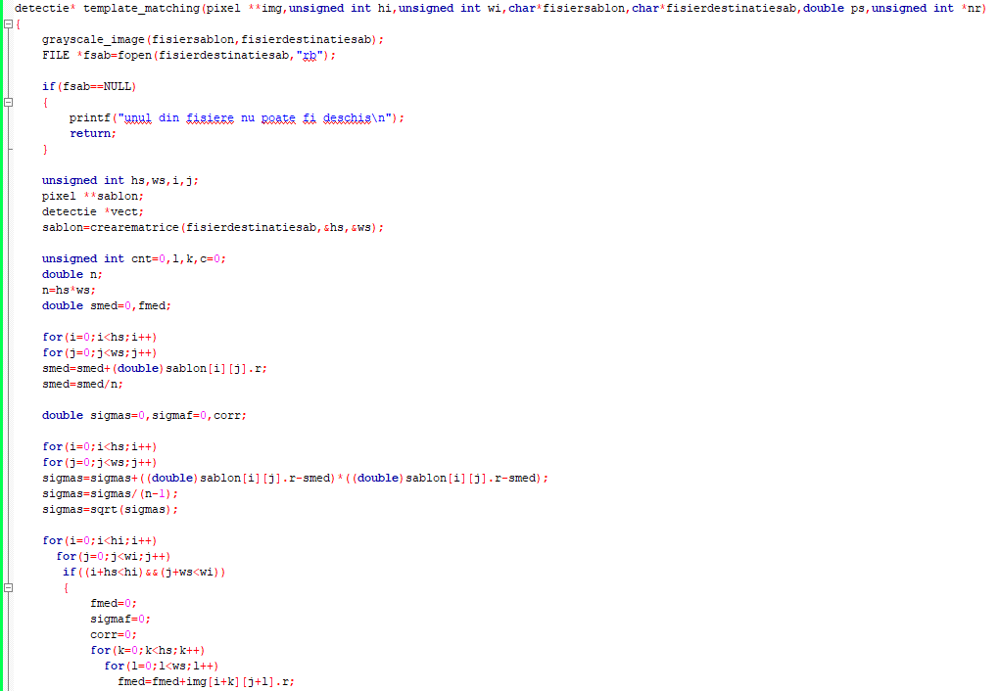 detectie* template_matching(pixel **img,unsigned int hi,unsigned int wi,char*fisiersablon,char*fisierdestinatiesab,double ps,unsigned int *nr)
{
    grayscale_image(fisiersablon,fisierdestinatiesab);
    FILE *fsab=fopen(fisierdestinatiesab,"rb");

    if(fsab==NULL)
    {
        printf("unul din fisiere nu poate fi deschis\n");
        return;
    }

    unsigned int hs,ws,i,j;
    pixel **sablon;
    detectie *vect;
    sablon=crearematrice(fisierdestinatiesab,&hs,&ws);

    unsigned int cnt=0,l,k,c=0;
    double n;
    n=hs*ws;
    double smed=0,fmed;

    for(i=0;i<hs;i++)
    for(j=0;j<ws;j++)
    smed=smed+(double)sablon[i][j].r;
    smed=smed/n;

    double sigmas=0,sigmaf=0,corr;

    for(i=0;i<hs;i++)
    for(j=0;j<ws;j++)
    sigmas=sigmas+((double)sablon[i][j].r-smed)*((double)sablon[i][j].r-smed);
    sigmas=sigmas/(n-1);
    sigmas=sqrt(sigmas);

    for(i=0;i<hi;i++)
      for(j=0;j<wi;j++)
       if((i+hs<hi)&&(j+ws<wi))
       {
           fmed=0;
           sigmaf=0;
           corr=0;
           for(k=0;k<hs;k++)
             for(l=0;l<ws;l++)
               fmed=fmed+img[i+k][j+l].r;